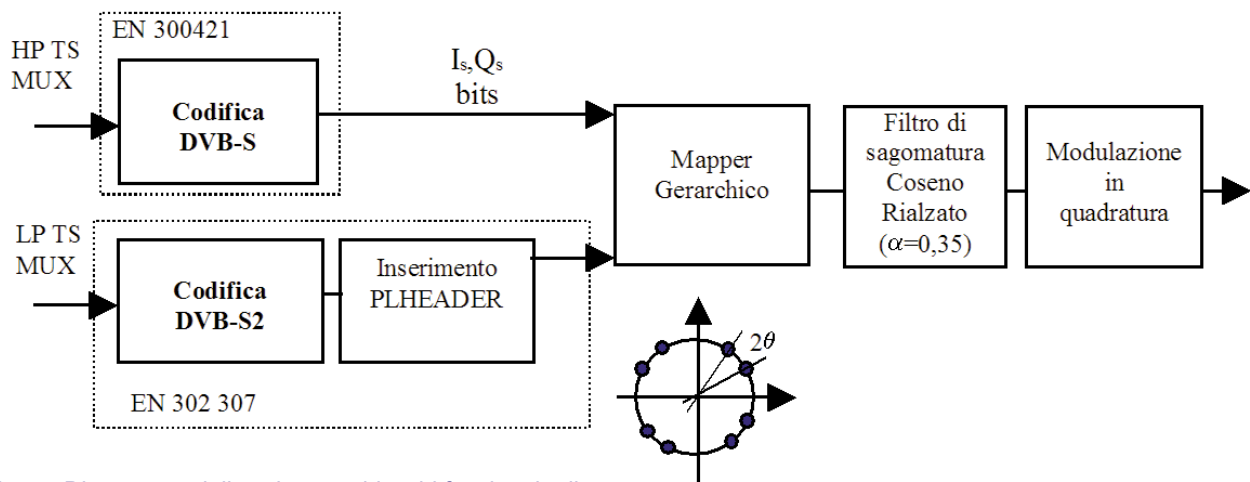 EN 300421
HP TS
MUX
Codifica
DVB-S
Is,Qs
bits
Mapper
Gerarchico
Filtro di
sagomatura
Coseno
Rialzato
(α=0,35)
Modulazione
in
quadratura
LP TS
MUX
Codifica
DVB-S2
Inserimento
PLHEADER
EN 302 307
2θ